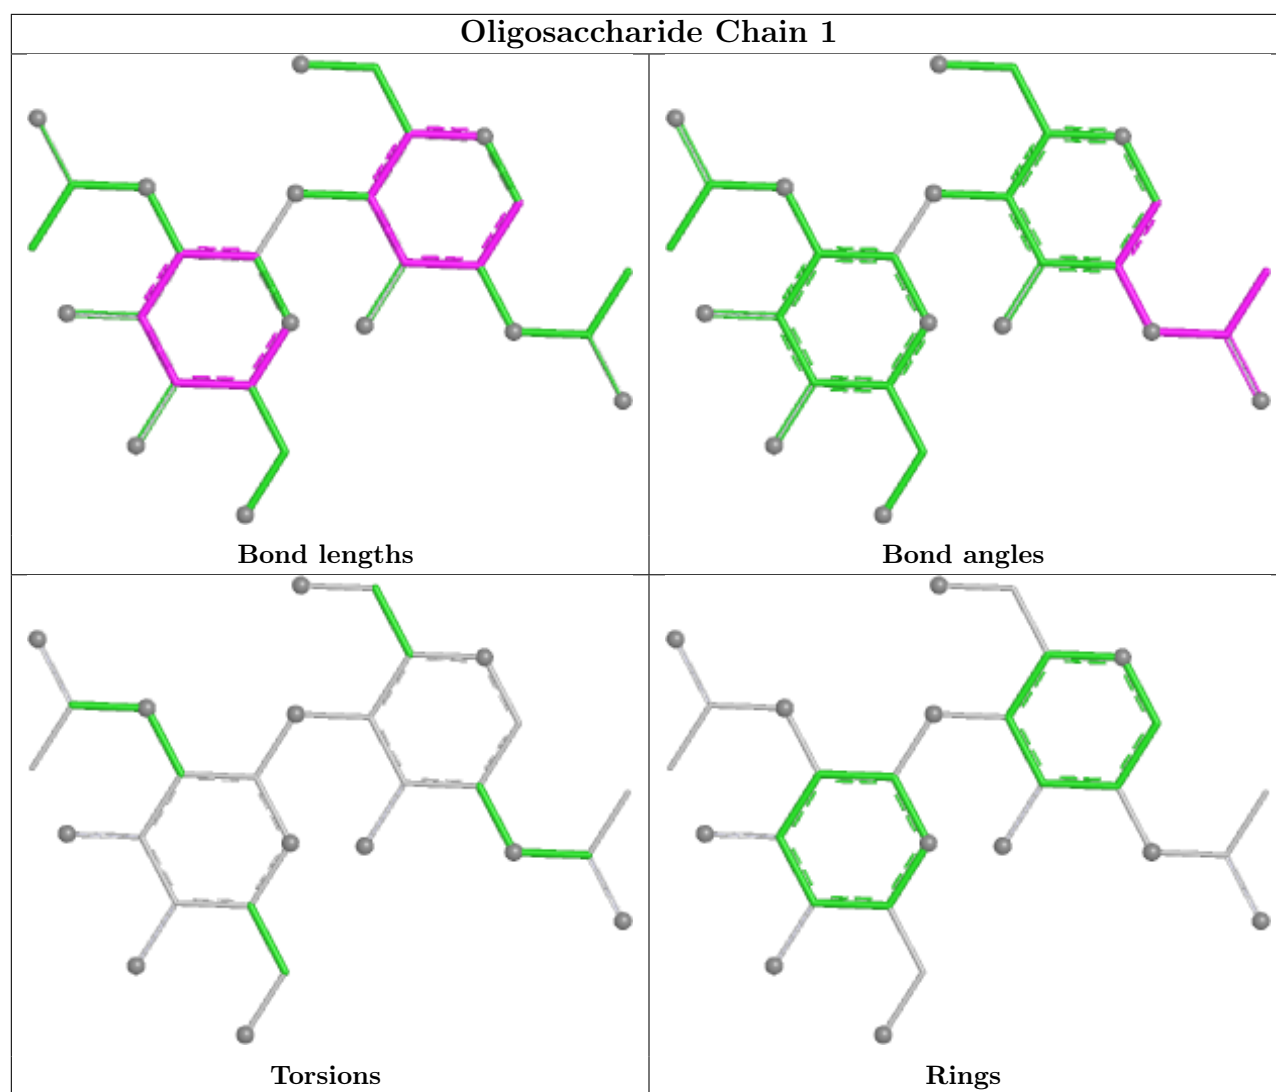 Oligosaccharide Chain 1
Bond lengths
Bond angles
Torsions
Rings